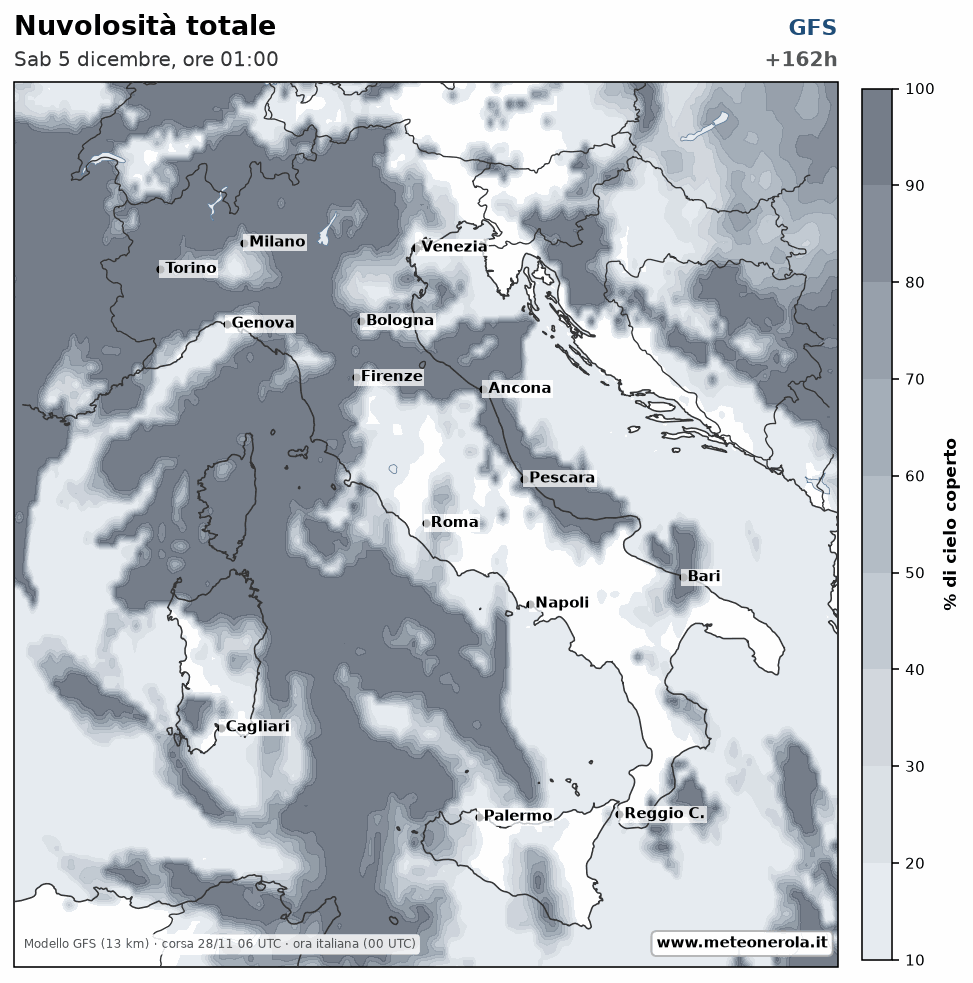 Nuvolosità totale
GFS
Sab 5 dicembre, ore 01:00
+162h
100
90
80
70
60
50
40
30
20
10
% di cielo coperto
Milano
Venezia
Torino
Genova
Bologna
Firenze
Ancona
Pescara
Roma
Bari
Napoli
Cagliari
Palermo
Reggio C.
Modello GFS (13 km) · corsa 28/11 06 UTC · ora italiana (00 UTC)
www.meteonerola.it